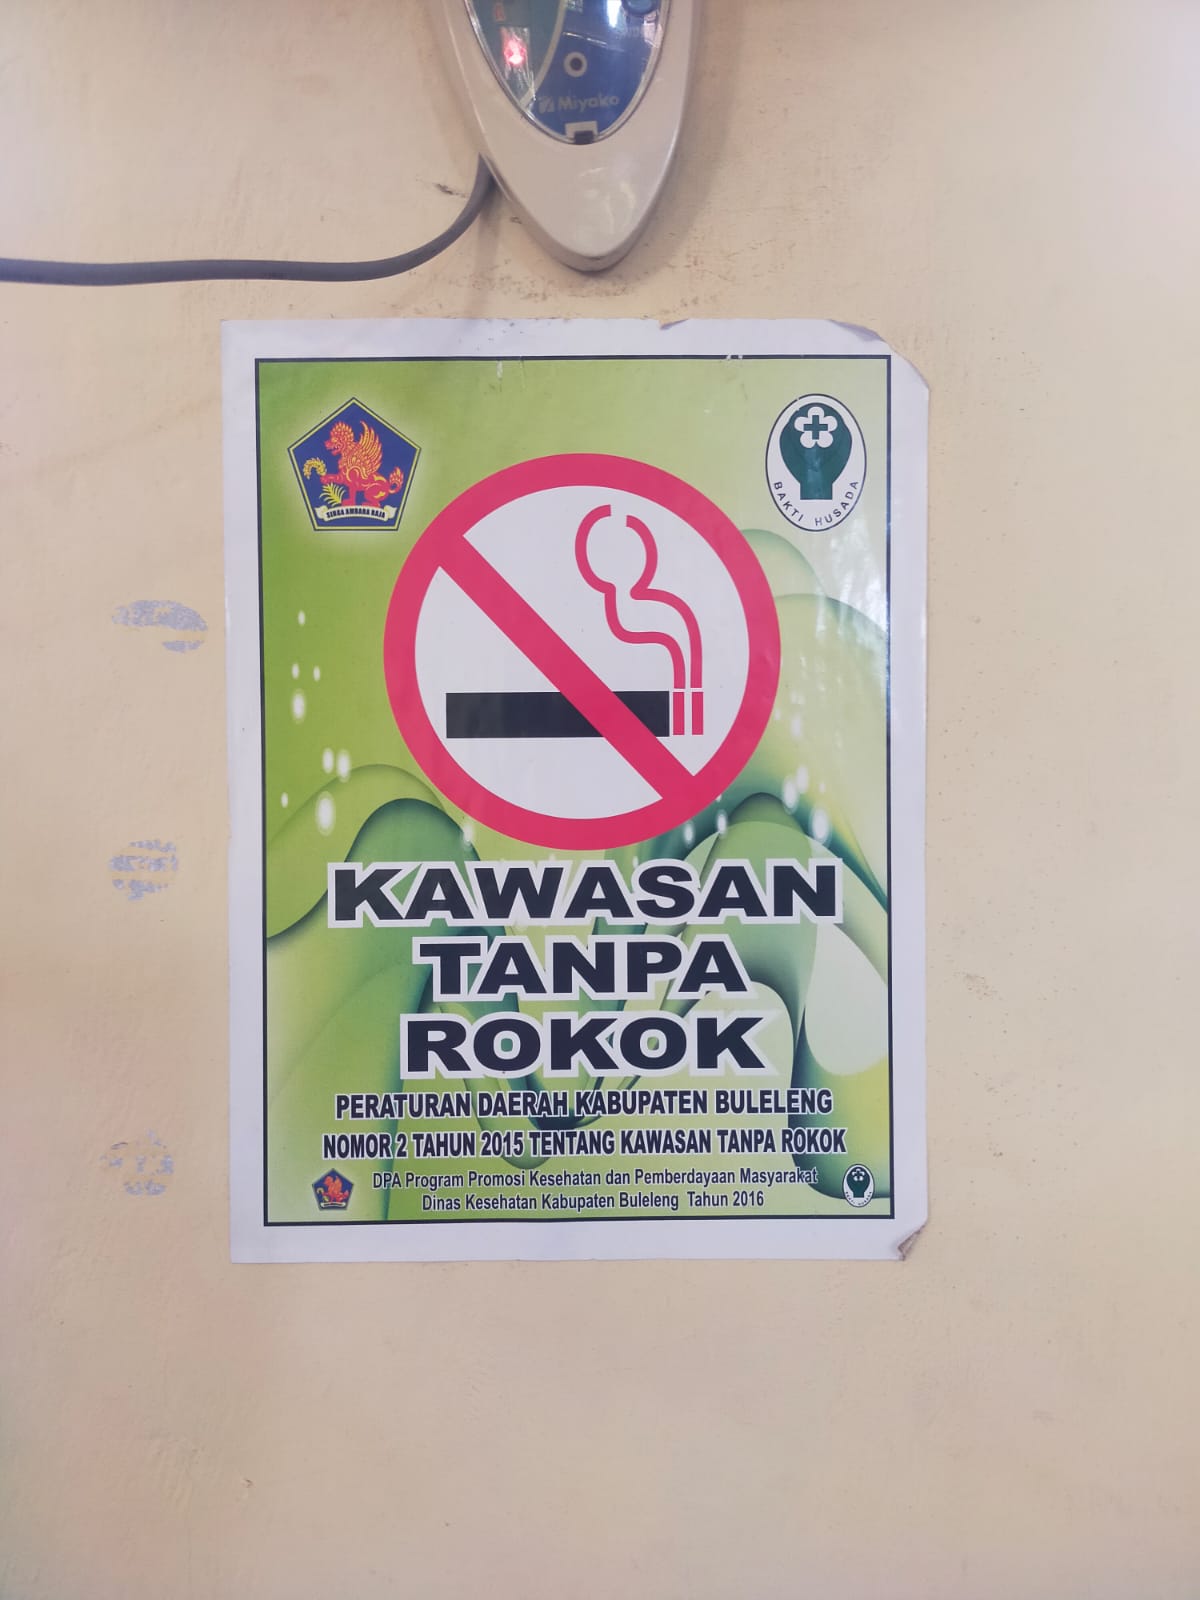 Miyako
SINGA AMBARA RAJA
BAKTI HUSADA
KAWASAN
TANPA
ROKOK
PERATURAN DAERAH KABUPATEN BULELENG
NOMOR 2 TAHUN 2015 TENTANG KAWASAN TANPA ROKOK
DPA Program Promosi Kesehatan dan Pemberdayaan Masyarakat
Dinas Kesehatan Kabupaten Buleleng Tahun 2016